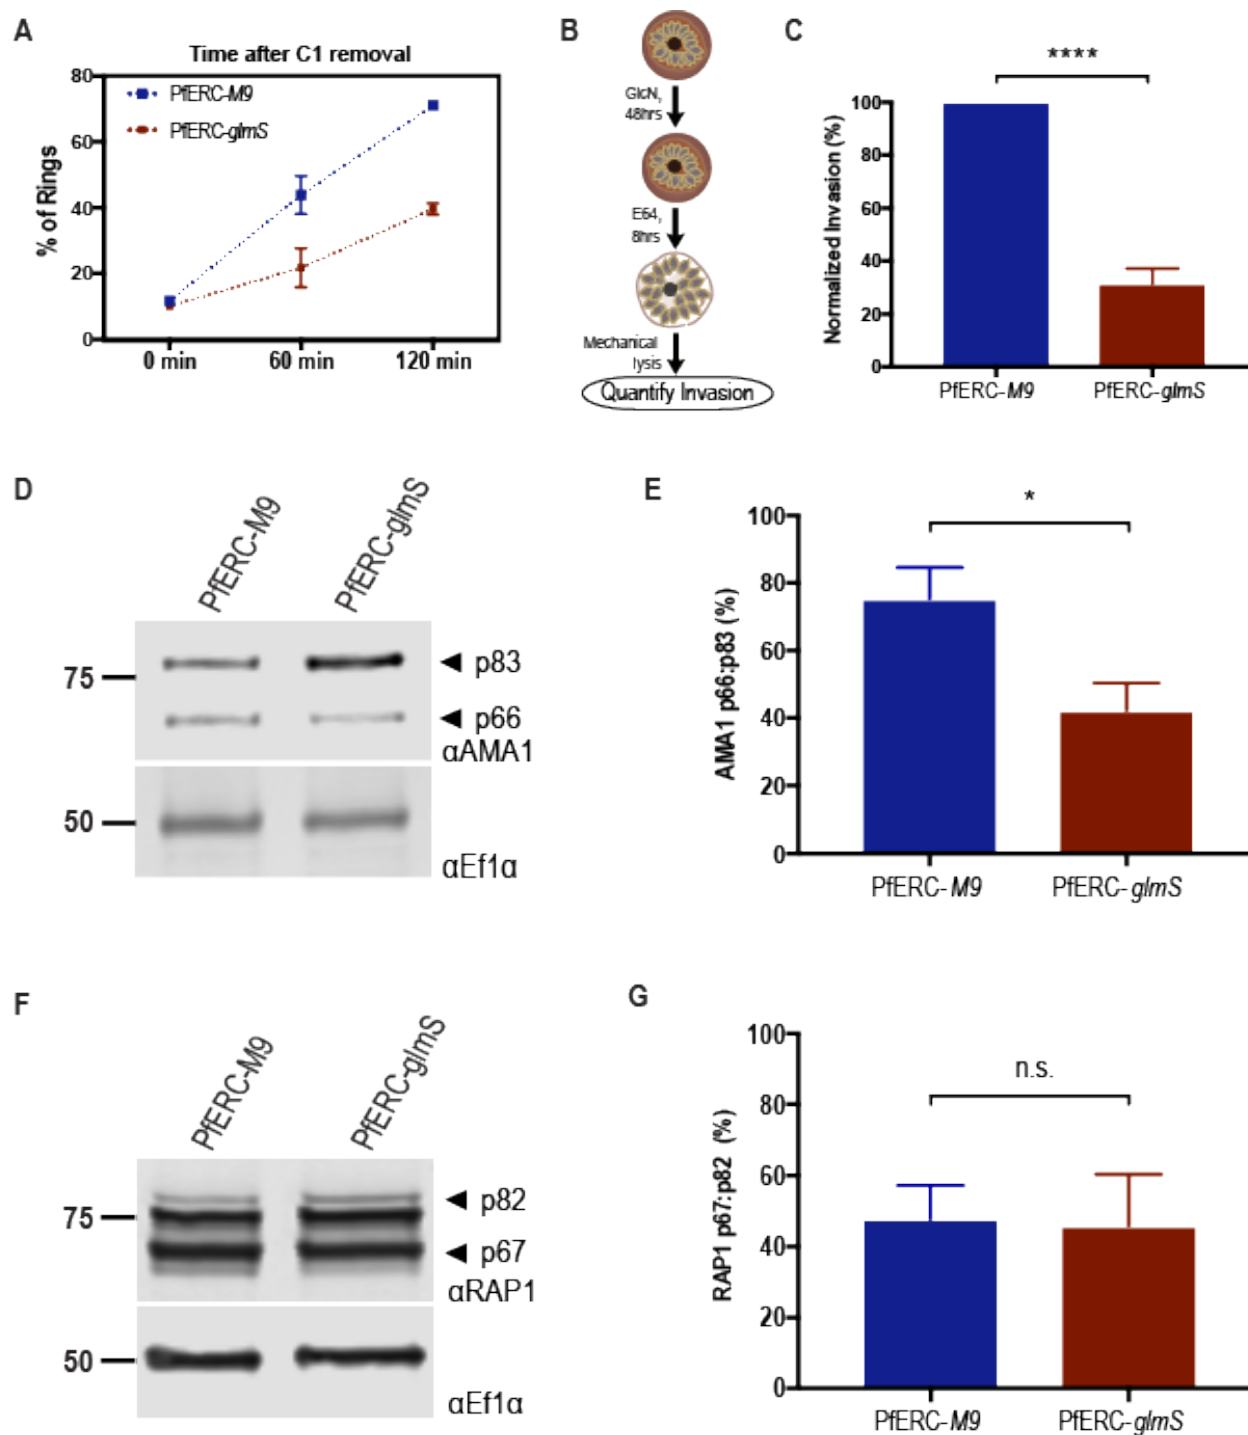 A
Time after C1 removal
80
60
40
20
0
% of Rings
PfERC-M9
PfERC-glmS
0 min
60 min
120 min
B
GlcN,
48hrs
E64,
8hrs
Mechanical
lysis
Quantify Invasion
C
****
100
80
60
40
20
0
Normalized Invasion (%)
PfERC-M9
PfERC-glmS
D
PfERC-M9
PfERC-glmS
75
p83
p66
αAMA1
50
αEf1α
E
*
100
80
60
40
20
0
AMA1 p66:p83 (%)
PfERC-M9
PfERC-glmS
F
PfERC-M9
PfERC-glmS
75
p82
p67
αRAP1
50
αEf1α
G
n.s.
100
80
60
40
20
0
RAP1 p67:p82 (%)
PfERC-M9
PfERC-glmS